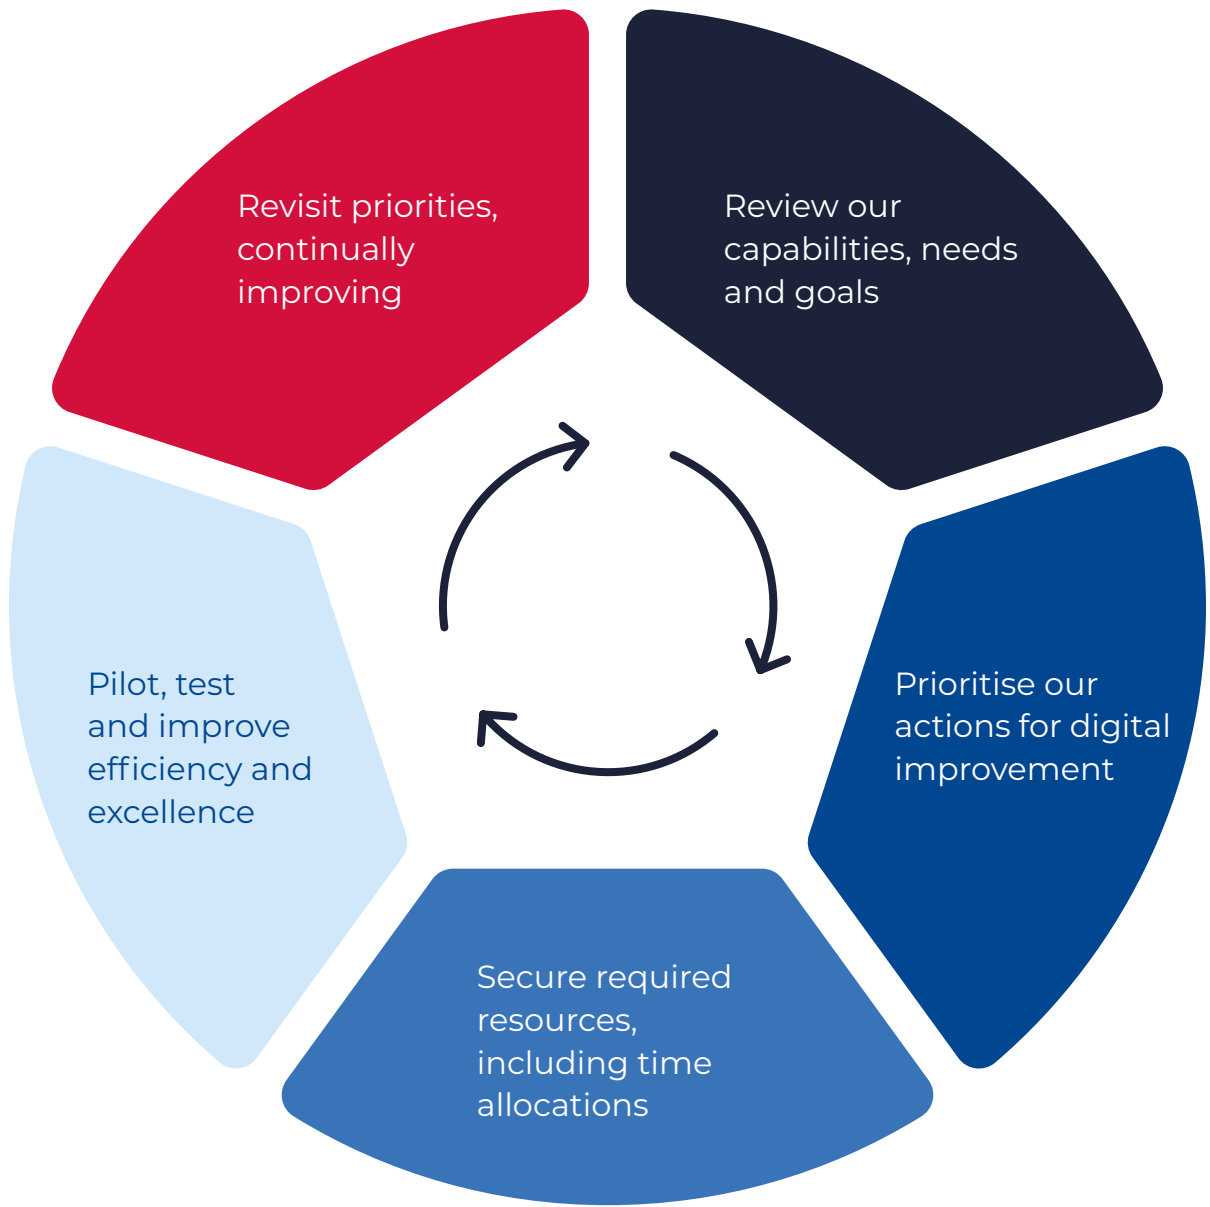 Revisit priorities,
continually
improving
Review our
capabilities, needs
and goals
Prioritise our
actions for digital
improvement
Secure required
resources,
including time
allocations
Pilot, test
and improve
efficiency and
excellence